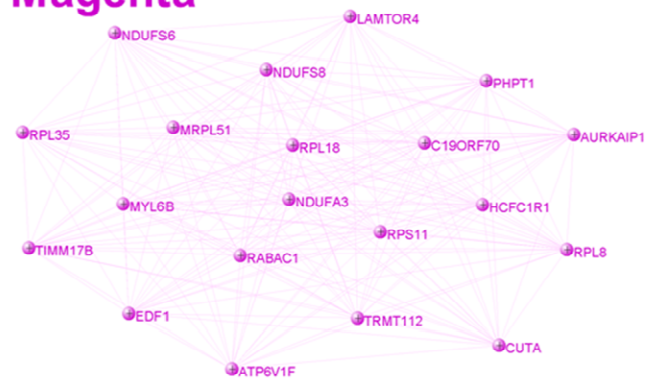 Magenta
LAMTOR4
NDUFS6
NDUFS8
PHPT1
RPL35
MRPL51
RPL18
C19ORF70
AURKAIP1
MYL6B
NDUFA3
HCFC1R1
RPS11
TIMM17B
RABAC1
RPL8
EDF1
TRMT112
CUTA
ATP6V1F